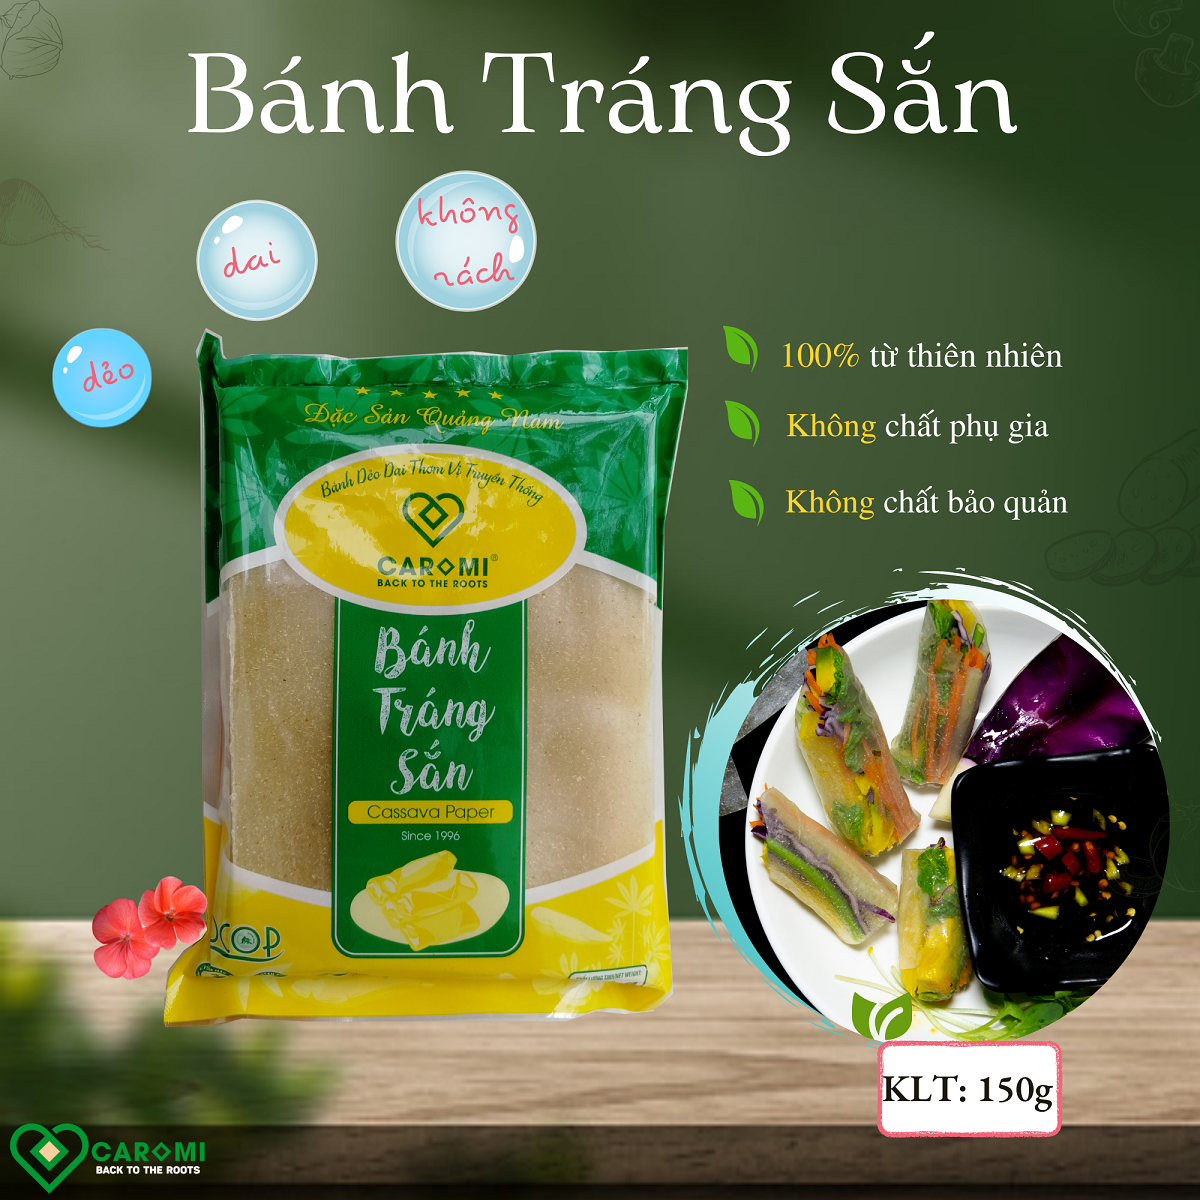 Bánh Tráng Sắn
dai
không
rách
dẻo
100% từ thiên nhiên
Không chất phụ gia
Không chất bảo quản
Đặc Sản Quảng Nam
Bánh Dẻo Dai Thơm Vị Truyền Thống
CAROMI®
BACK TO THE ROOTS
Bánh
Tráng
Sắn
Cassava Paper
Since 1996
OCOP
KLT: 150g
CAROMI
BACK TO THE ROOTS